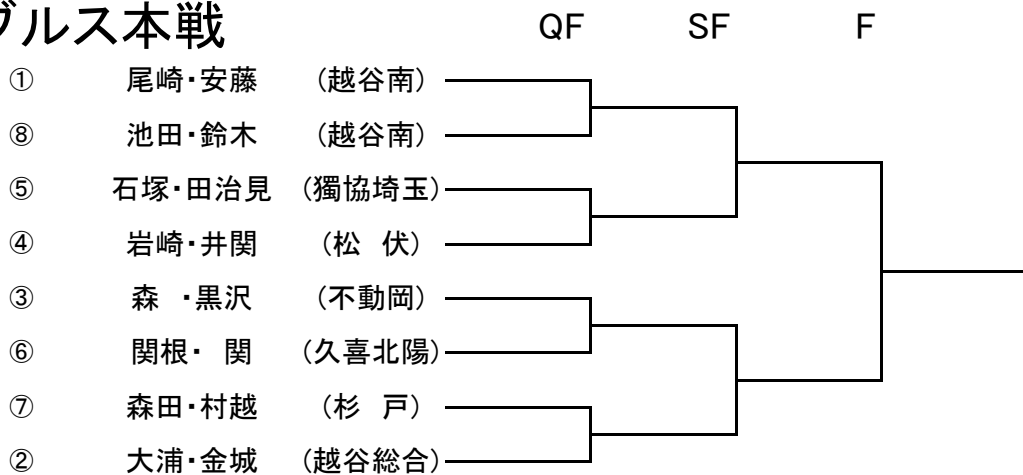 ブルス本戦 QF SF F
① 尾崎・安藤 (越谷南)
⑧ 池田・鈴木 (越谷南)
⑤ 石塚・田治見 (獨協埼玉)
④ 岩崎・井関 (松 伏)
③ 森 ・黒沢 (不動岡)
⑥ 関根・ 関 (久喜北陽)
⑦ 森田・村越 (杉 戸)
② 大浦・金城 (越谷総合)